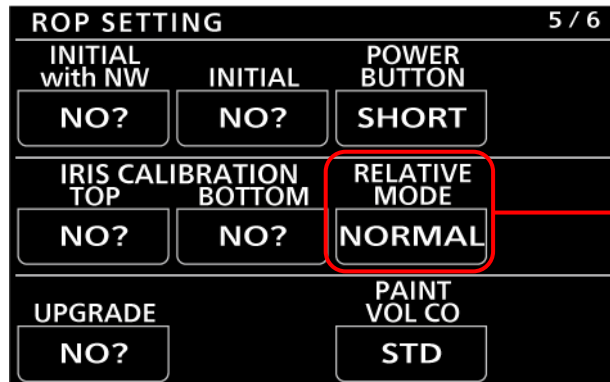 ROP SETTING 5 / 6
INITIAL with NW INITIAL POWER BUTTON
NO? NO? SHORT
IRIS CALIBRATION RELATIVE MODE
TOP BOTTOM
NO? NO? NORMAL
UPGRADE PAINT VOL CO
NO? STD